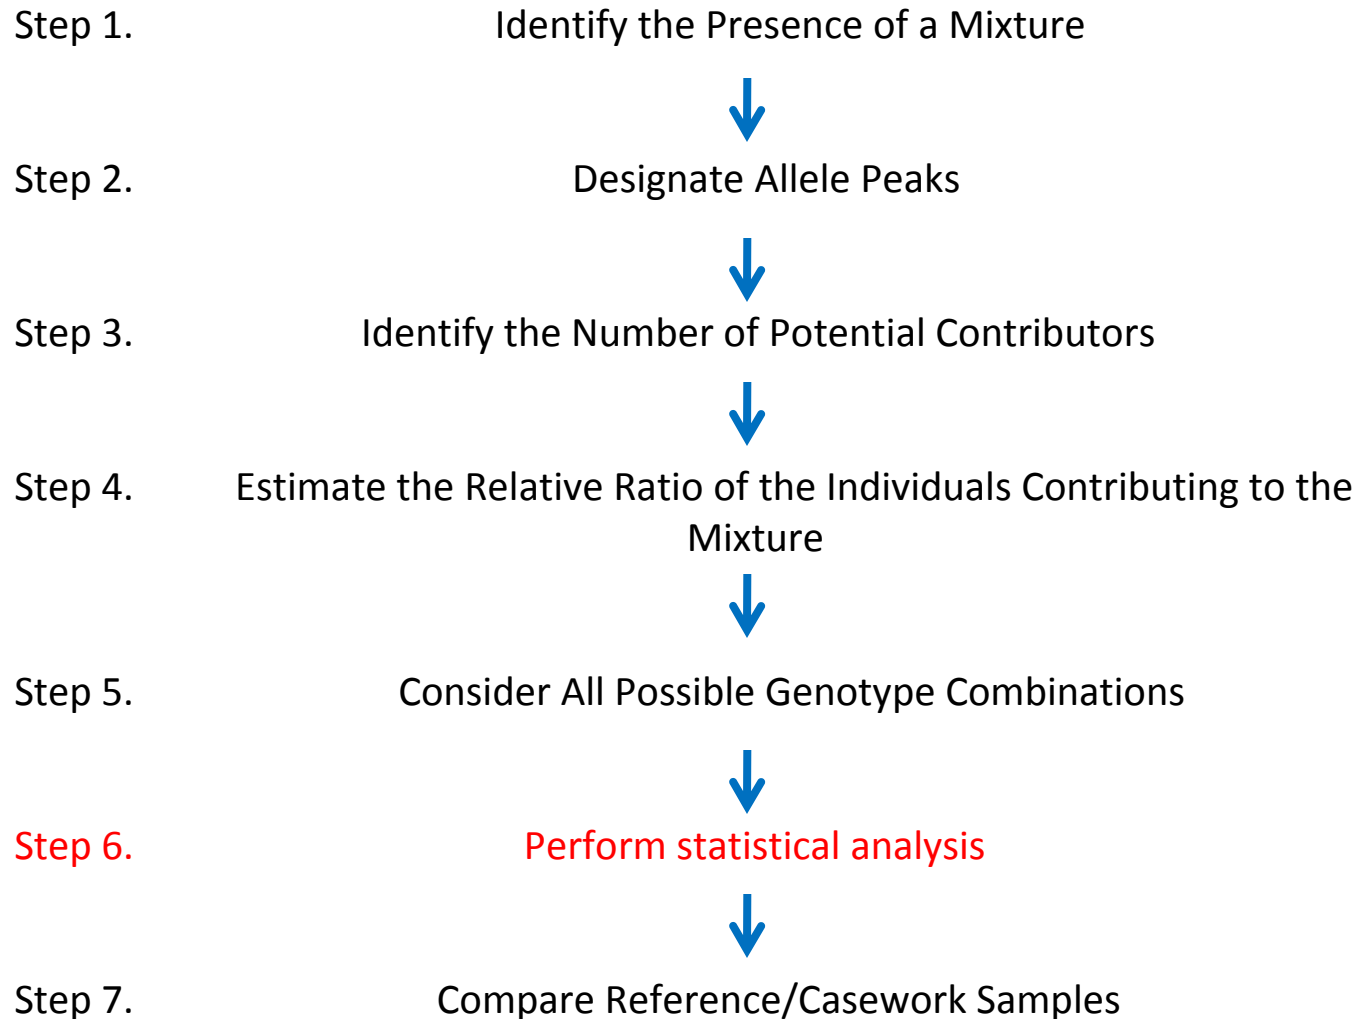 Step 1. Identify the Presence of a Mixture
Step 2. Designate Allele Peaks
Step 3. Identify the Number of Potential Contributors
Step 4. Estimate the Relative Ratio of the Individuals Contributing to the
Mixture
Step 5. Consider All Possible Genotype Combinations
Step 6. Perform statistical analysis
Step 7. Compare Reference/Casework Samples